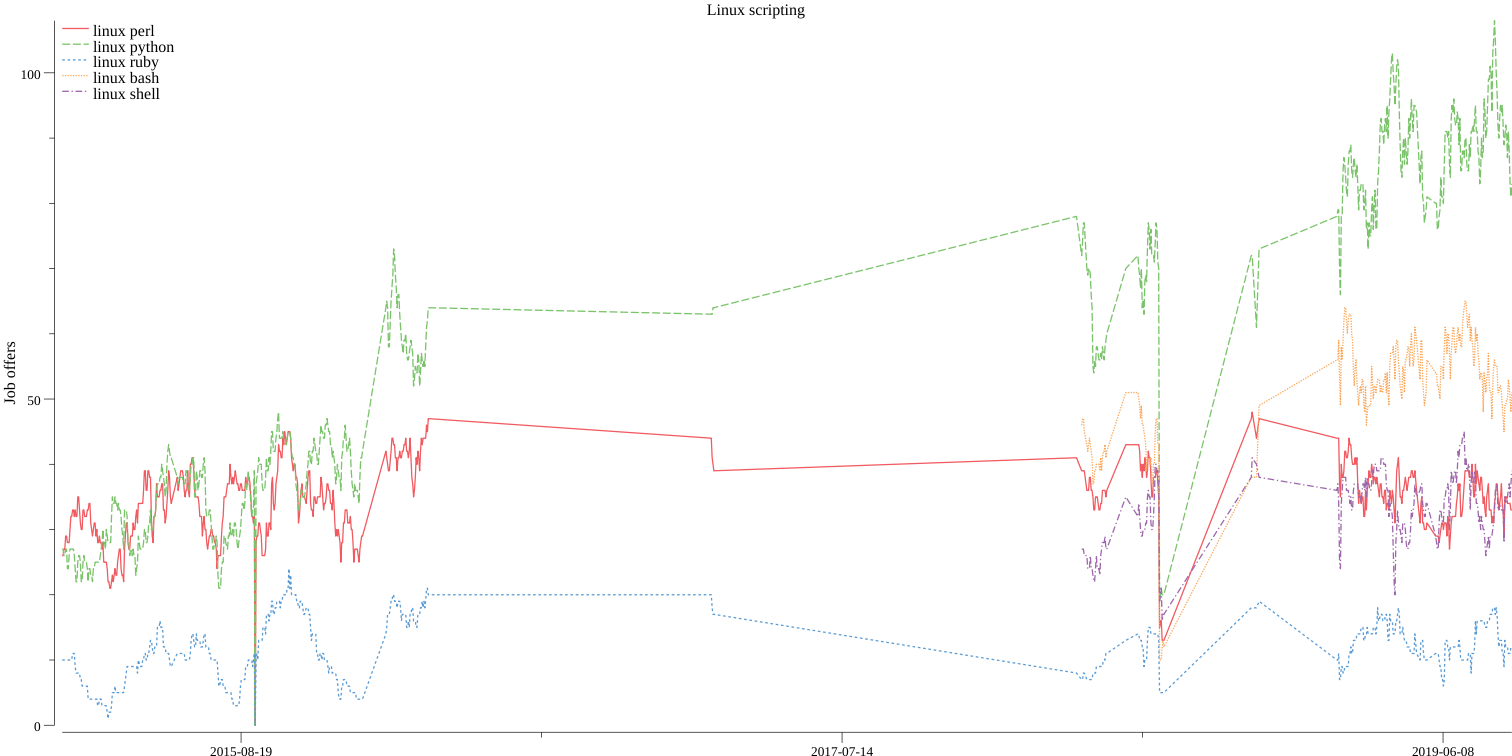 Linux scripting
linux perl
linux python
linux ruby
linux bash
linux shell
100
50
0
Job offers
2015-08-19
2017-07-14
2019-06-08